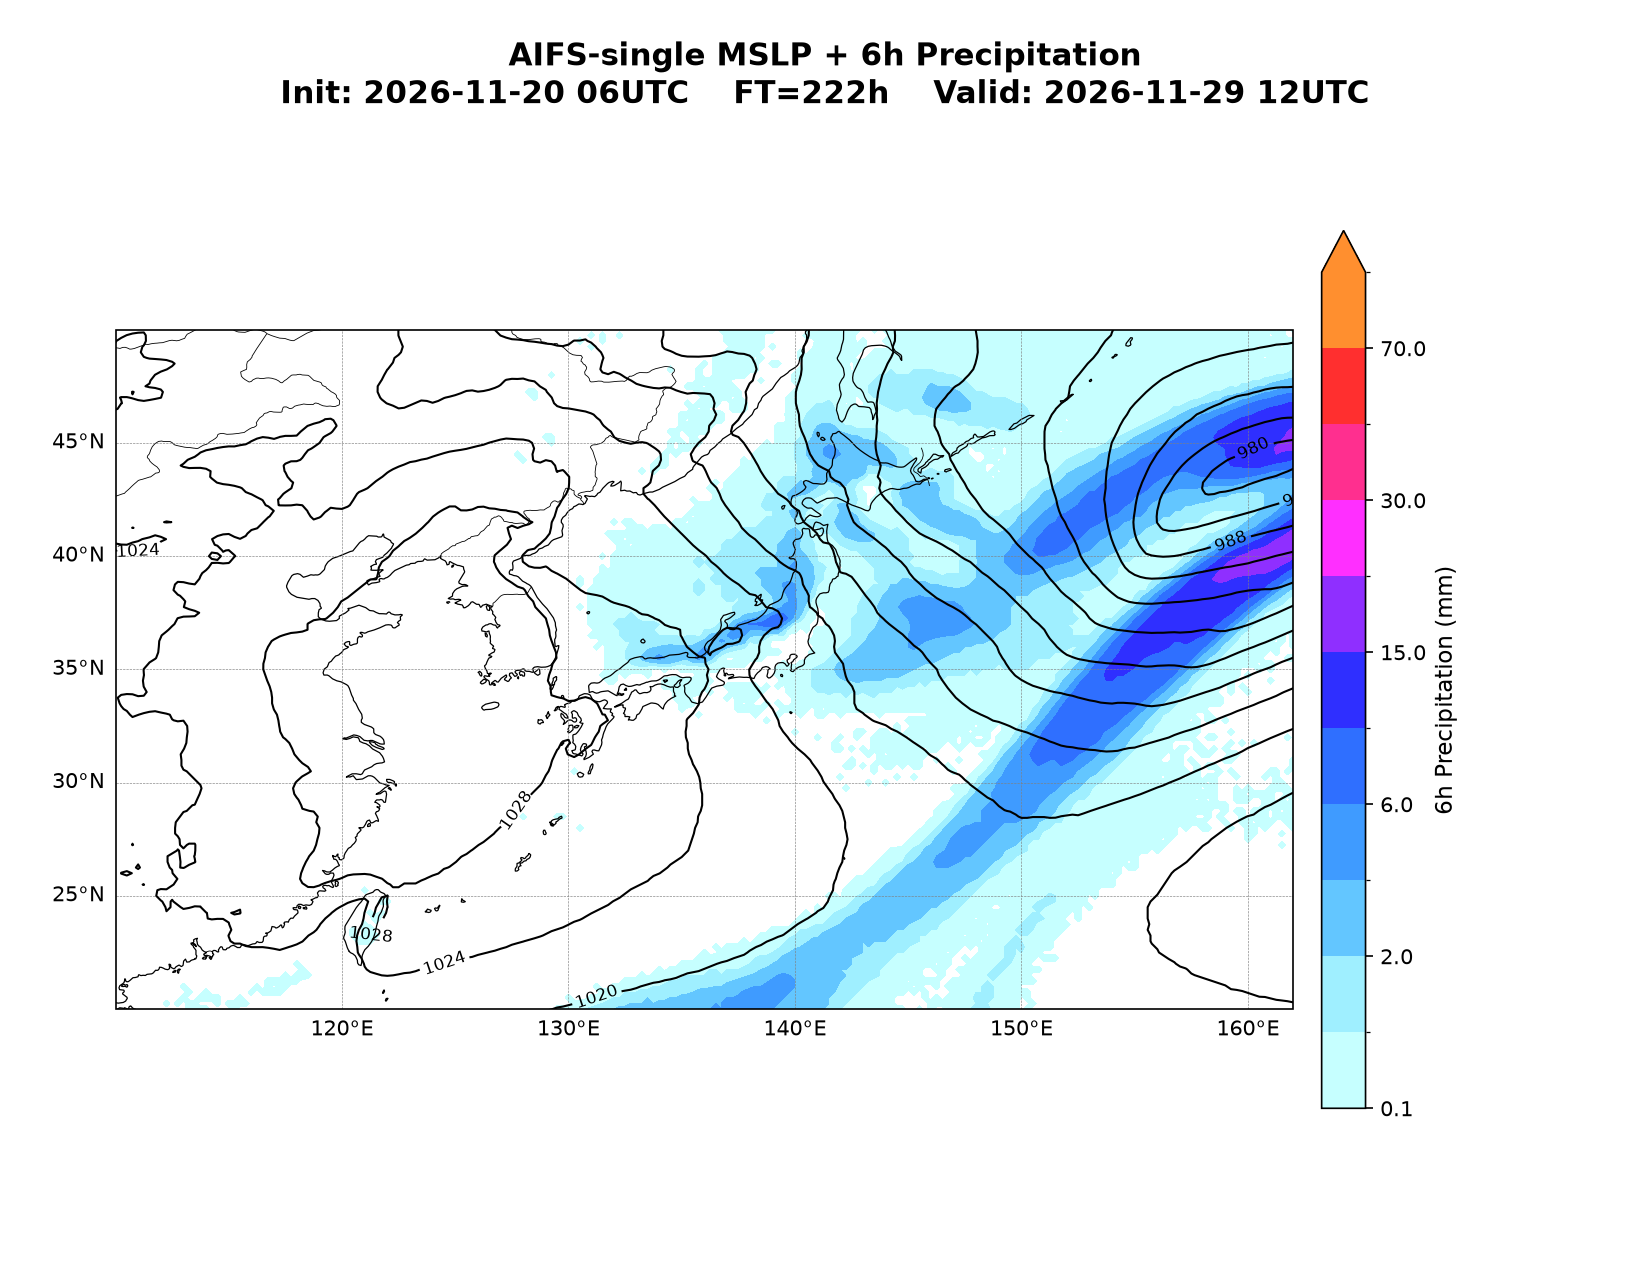 AIFS-single MSLP + 6h Precipitation
Init: 2026-11-20 06UTC    FT=222h    Valid: 2026-11-29 12UTC
70.0
30.0
15.0
6.0
2.0
0.1
6h Precipitation (mm)
45°N
40°N
35°N
30°N
25°N
120°E
130°E
140°E
150°E
160°E
980
988
1024
1028
1028
1024
1020